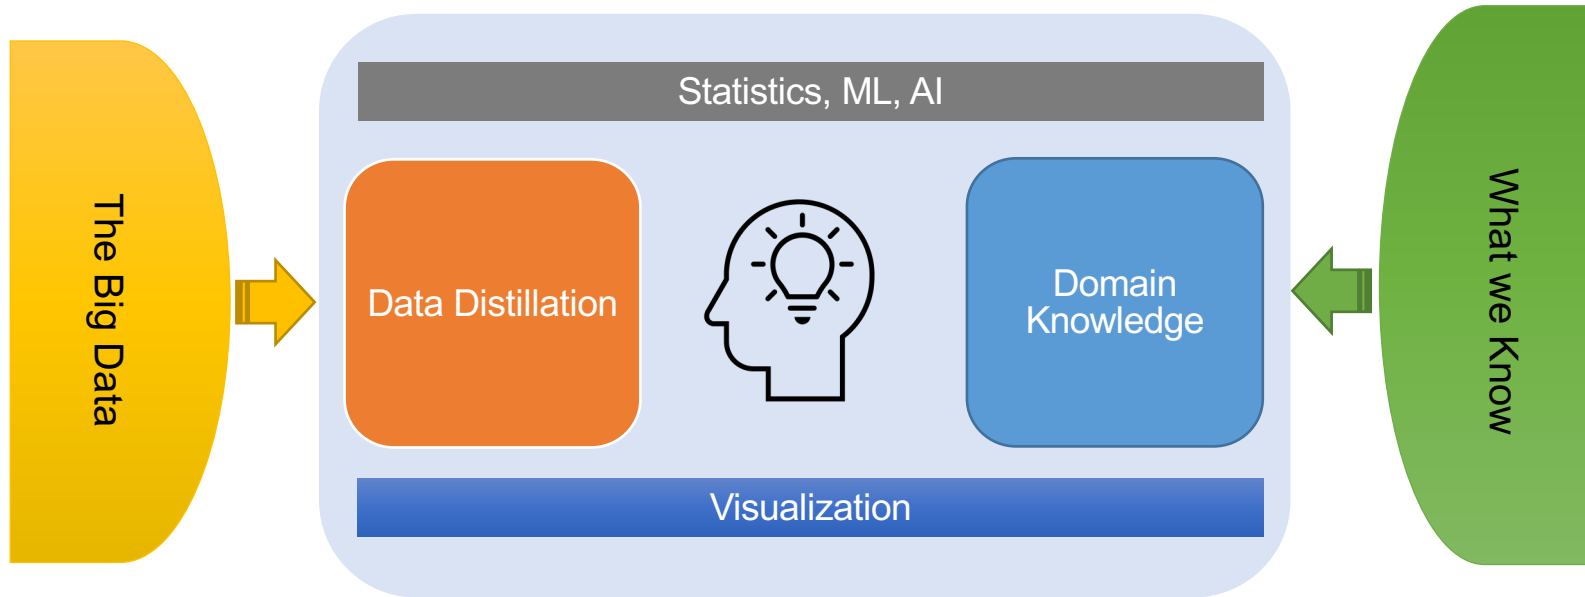 Statistics, ML, AI
The Big Data
Data Distillation
Domain
Knowledge
What we Know
Visualization